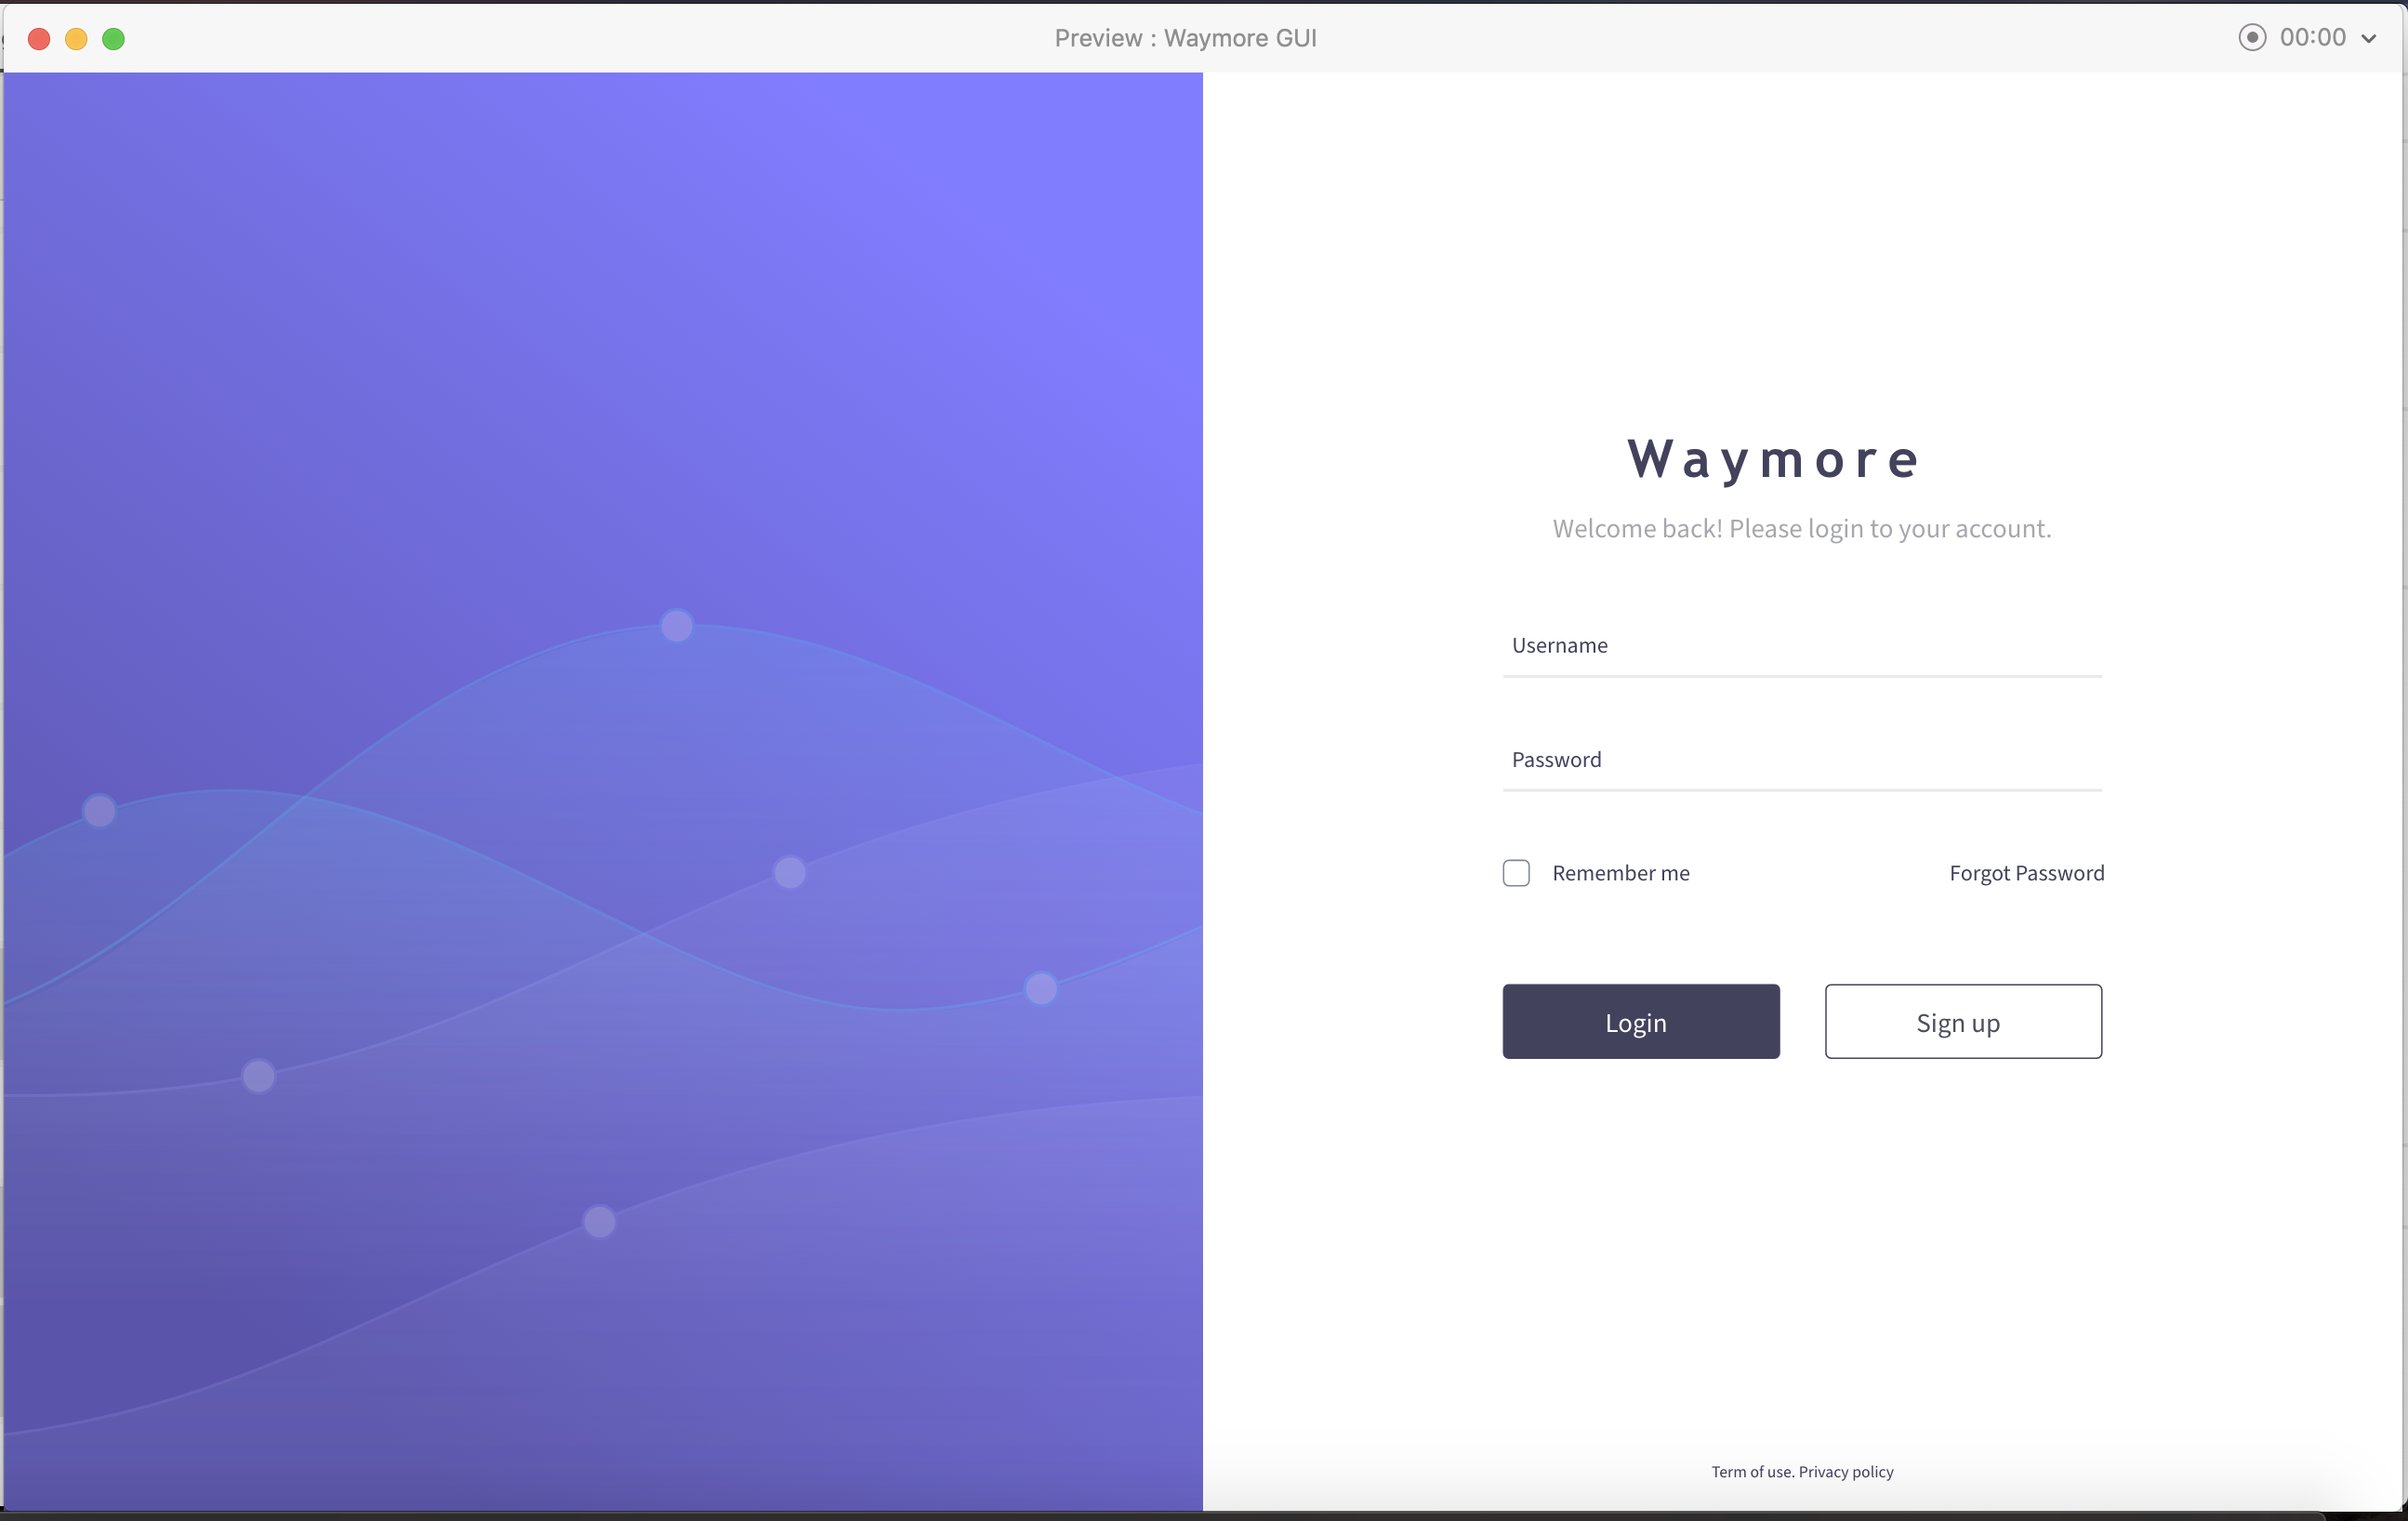 Preview : Waymore GUI
00:00
Waymore
Welcome back! Please login to your account.
Username
Password
Remember me
Forgot Password
Login
Sign up
Term of use. Privacy policy